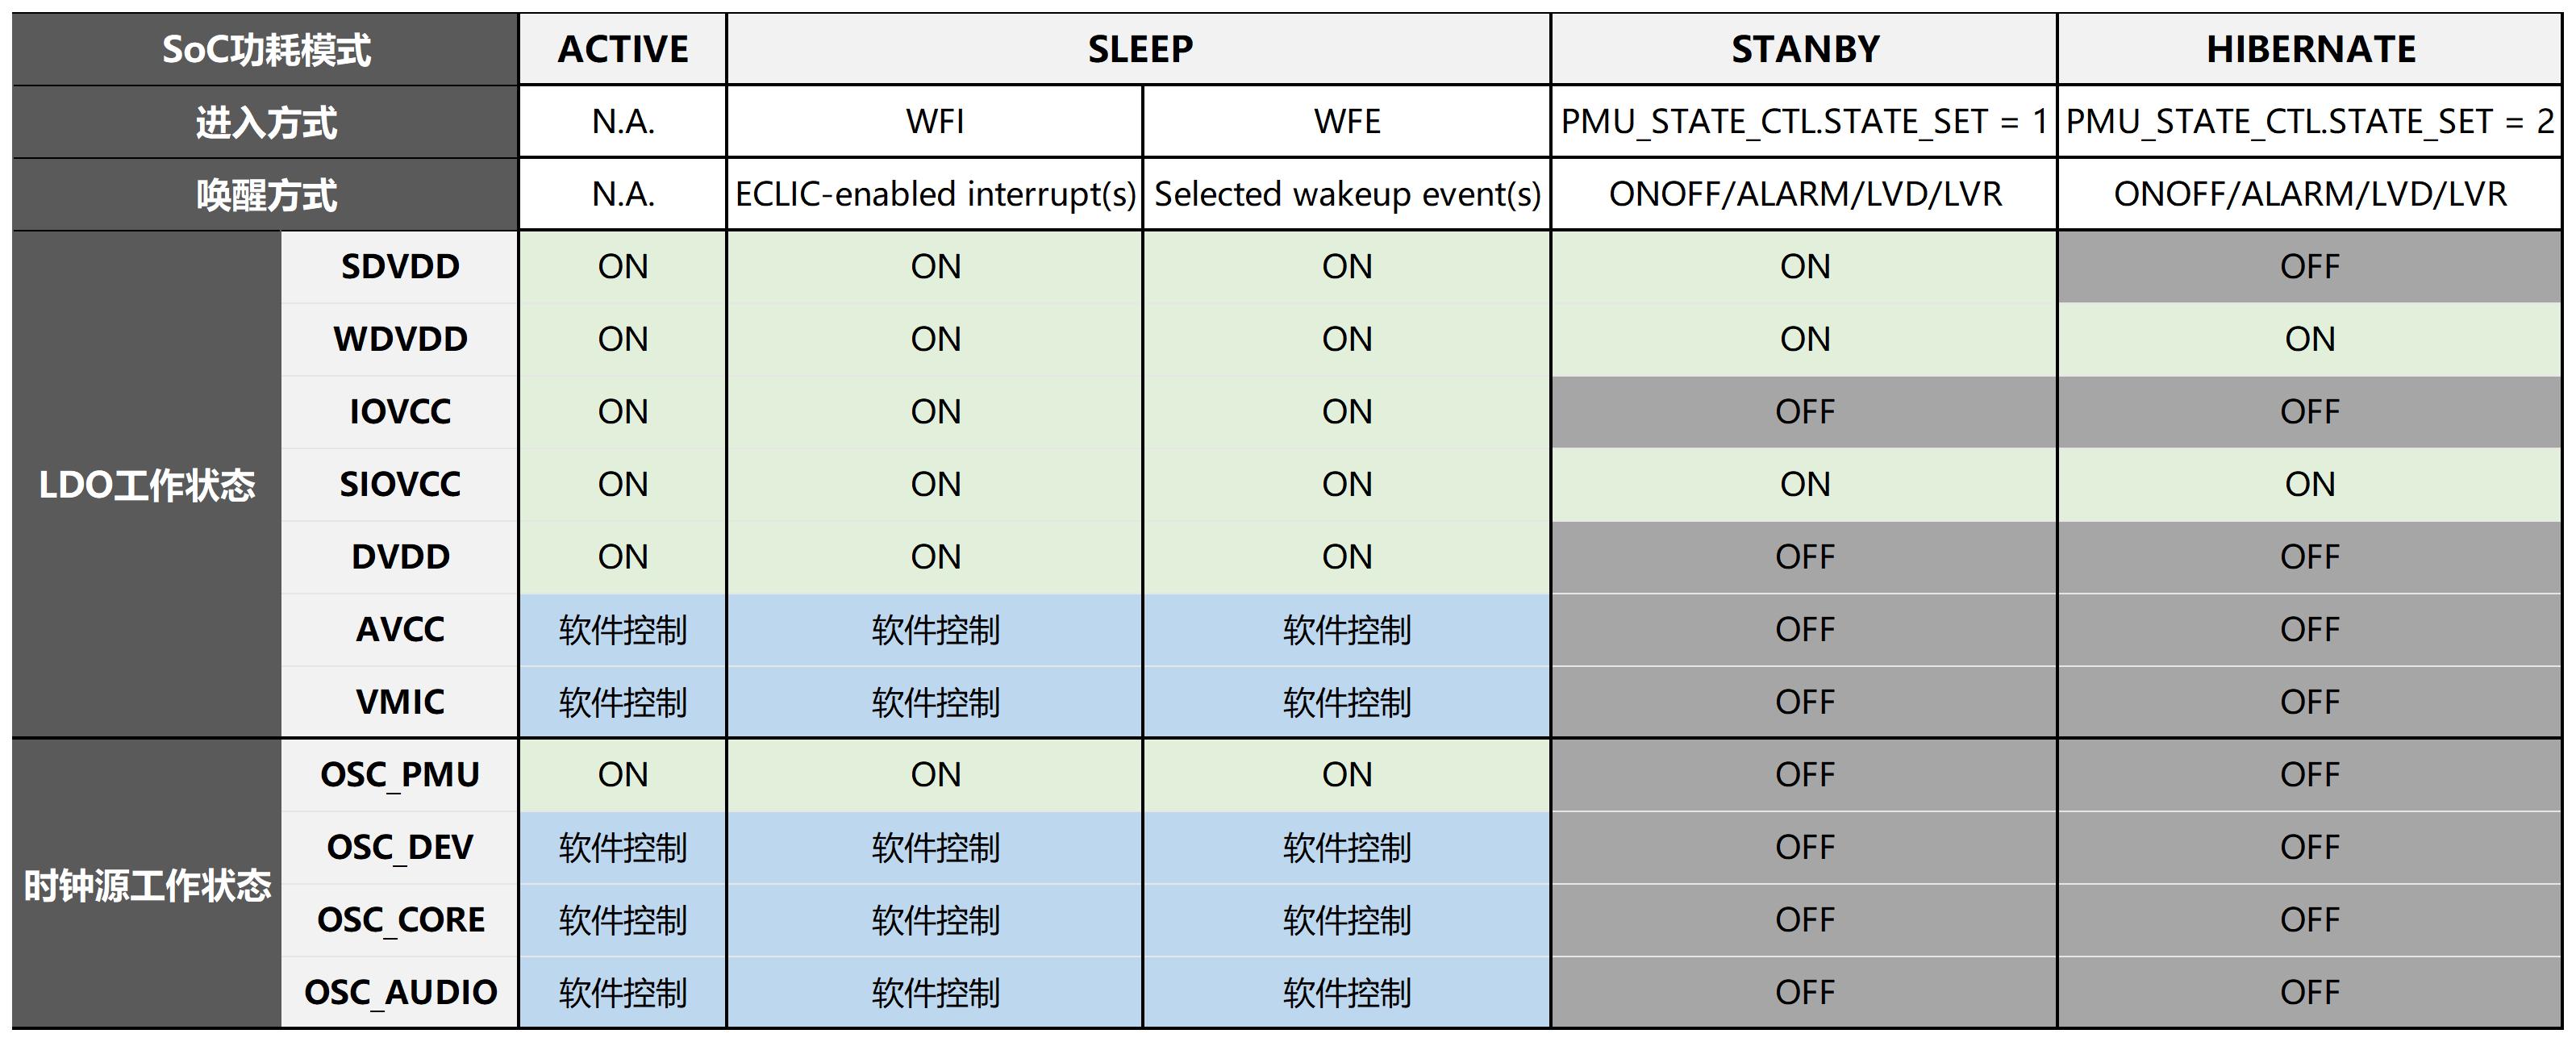 SoC功耗模式 ACTIVE SLEEP STANBY HIBERNATE
进入方式 N.A. WFI WFE PMU_STATE_CTL.STATE_SET = 1 PMU_STATE_CTL.STATE_SET = 2
唤醒方式 N.A. ECLIC-enabled interrupt(s) Selected wakeup event(s) ONOFF/ALARM/LVD/LVR ONOFF/ALARM/LVD/LVR
LDO工作状态
SDVDD ON ON ON ON OFF
WDVDD ON ON ON ON ON
IOVCC ON ON ON OFF OFF
SIOVCC ON ON ON ON ON
DVDD ON ON ON OFF OFF
AVCC 软件控制 软件控制 软件控制 OFF OFF
VMIC 软件控制 软件控制 软件控制 OFF OFF
时钟源工作状态
OSC_PMU ON ON ON OFF OFF
OSC_DEV 软件控制 软件控制 软件控制 OFF OFF
OSC_CORE 软件控制 软件控制 软件控制 OFF OFF
OSC_AUDIO 软件控制 软件控制 软件控制 OFF OFF